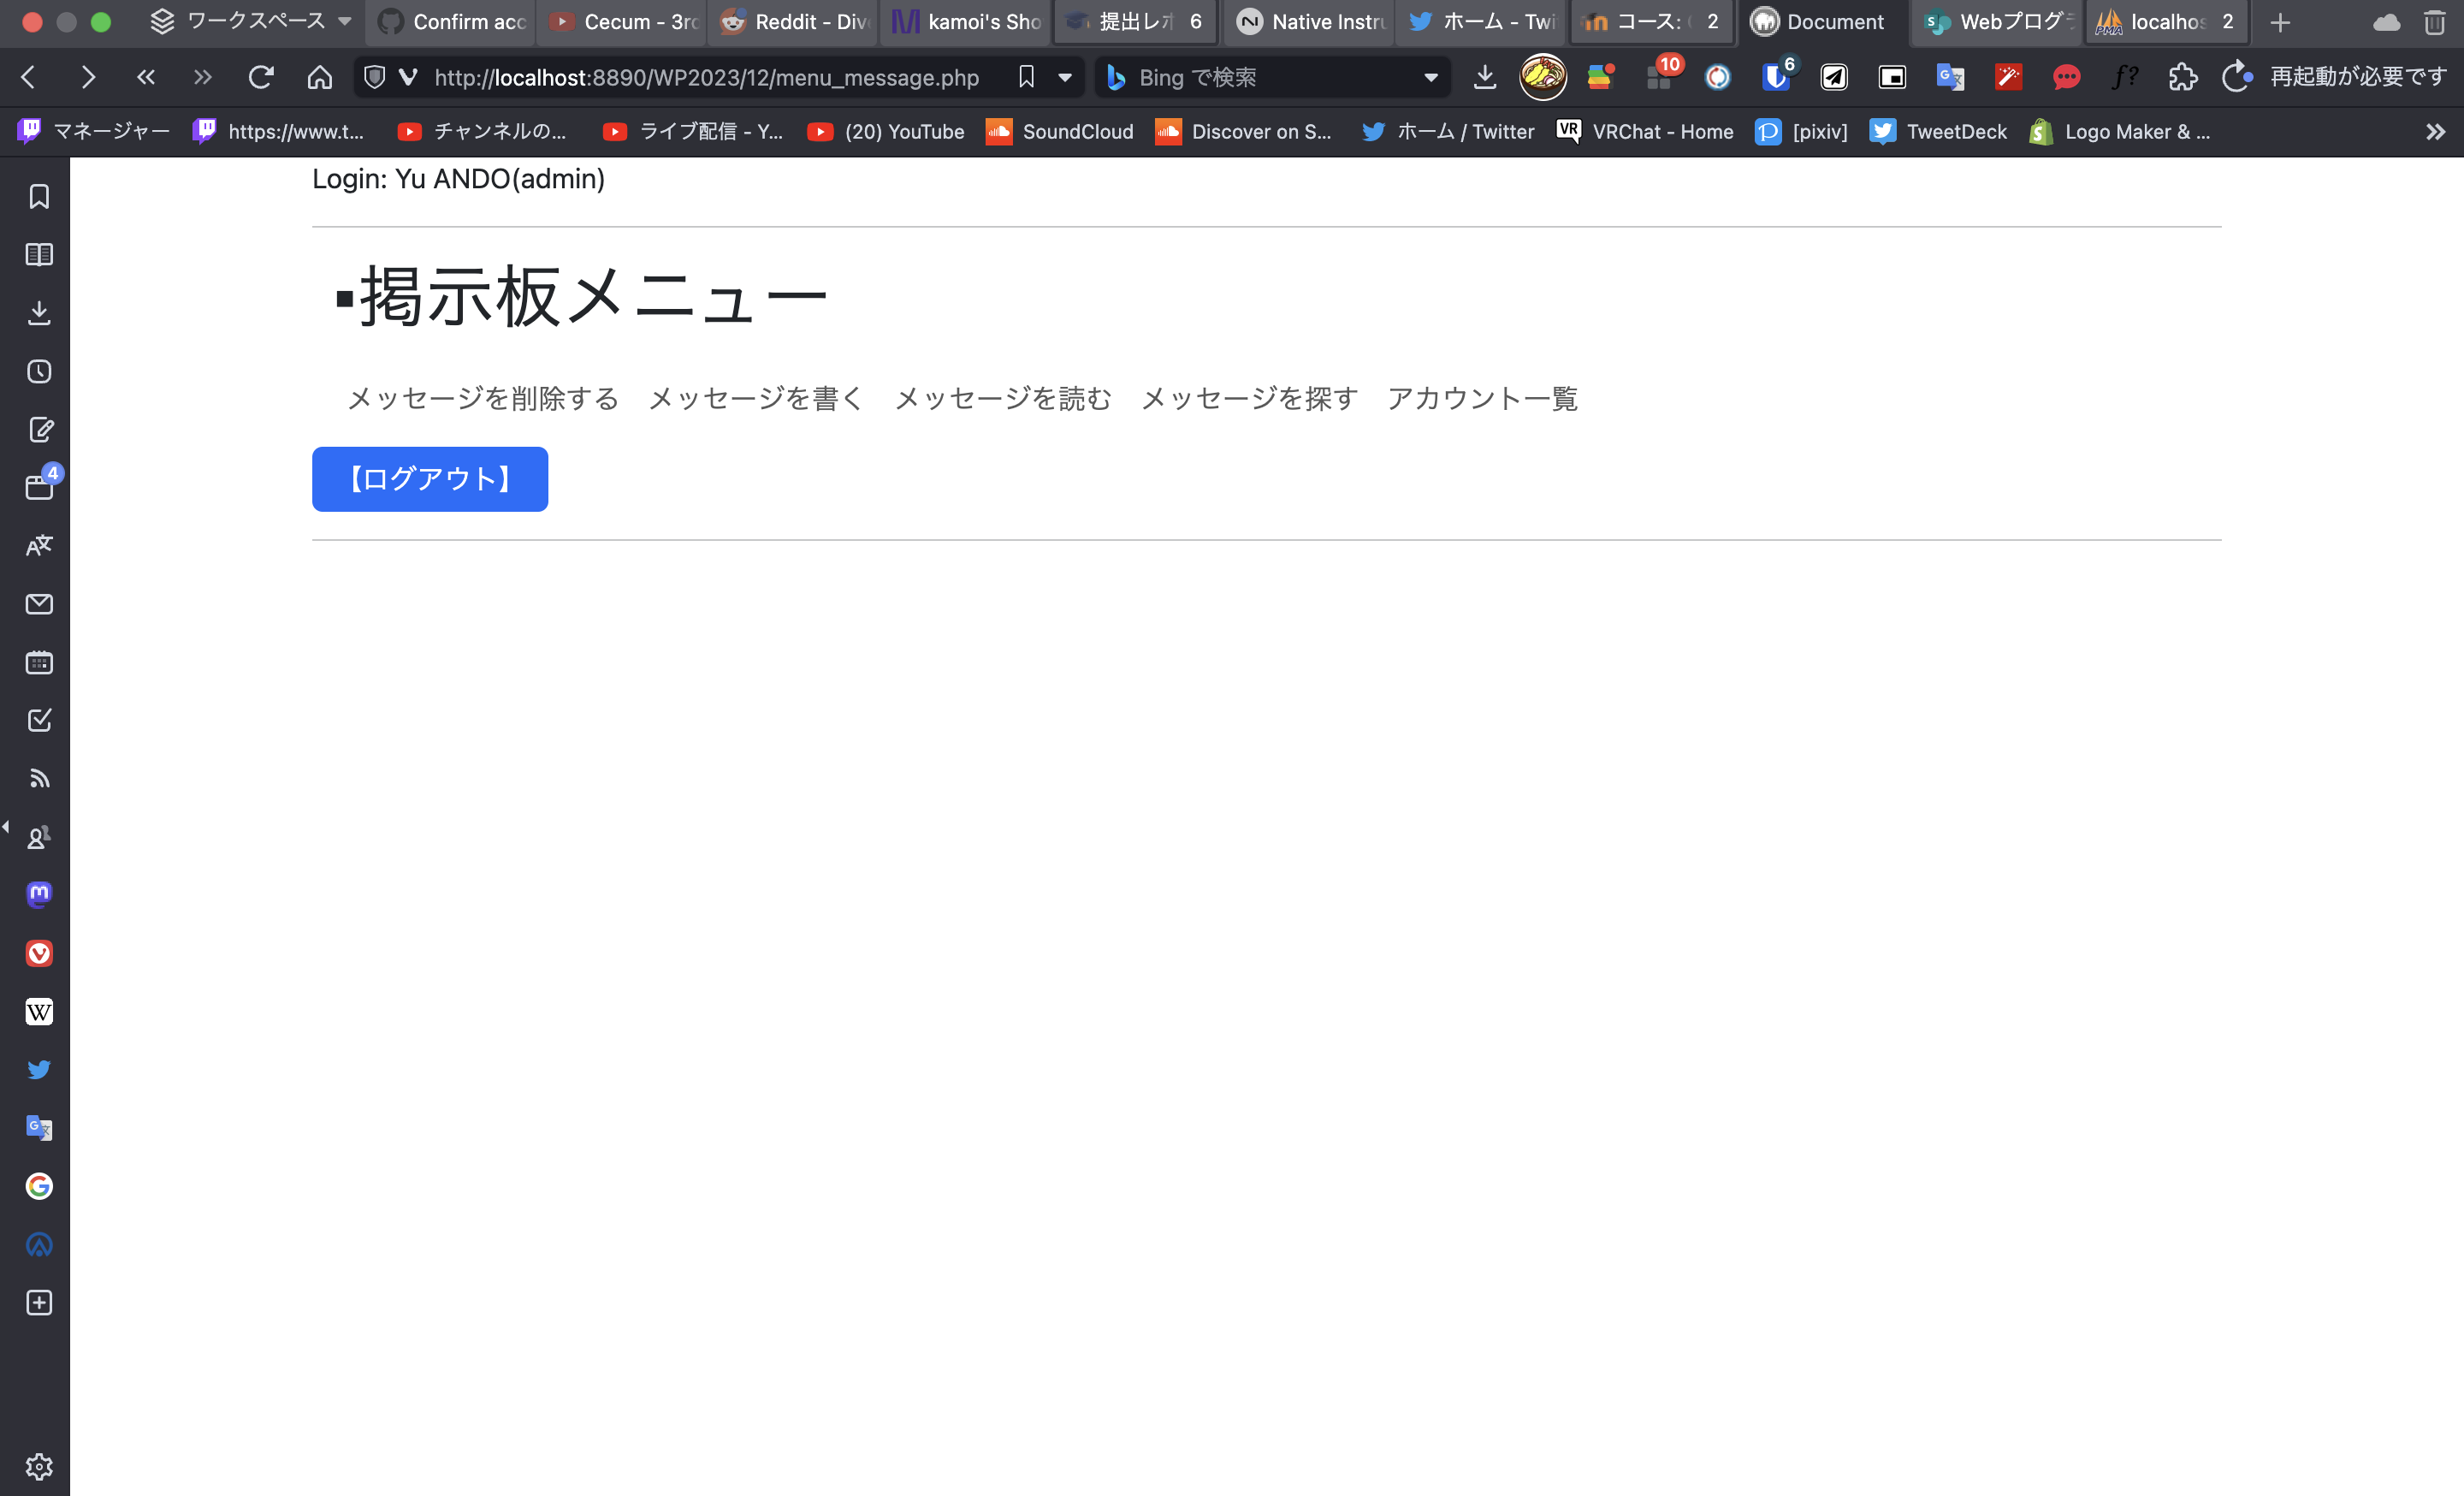 ワークスペース Confirm acc Cecum - 3rd Reddit - Div kamoi's Sho 提出レポ 6 Native Instru ホーム - Twi コース: 2 Document Webプログラ localhos 2
http://localhost:8890/WP2023/12/menu_message.php Bing で検索 10 6 f? 再起動が必要です
マネージャー https://www.t... チャンネルの... ライブ配信 - Y... (20) YouTube SoundCloud Discover on S... ホーム / Twitter VRChat - Home [pixiv] TweetDeck Logo Maker & ...
Login: Yu ANDO(admin)
▪掲示板メニュー
メッセージを削除する メッセージを書く メッセージを読む メッセージを探す アカウント一覧
【ログアウト】
4